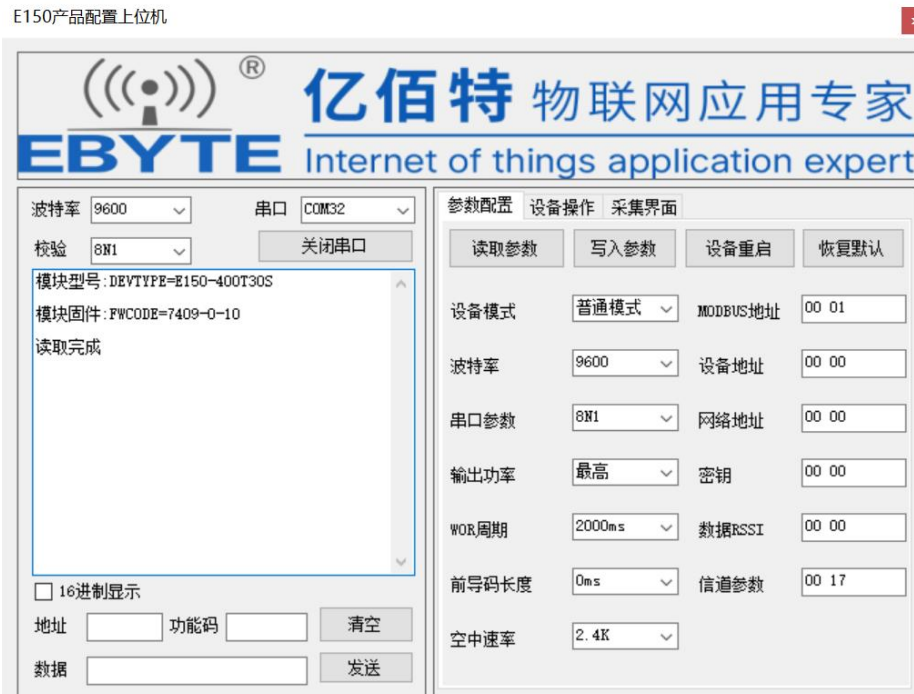 E150产品配置上位机
®
亿佰特 物联网应用专家
EBYTE Internet of things application expert
波特率 9600 串口 COM32
校验 8N1 关闭串口
模块型号:DEVTYPE=E150-400T30S
模块固件:FWCODE=7409-0-10
读取完成
16进制显示
地址 功能码 清空
数据 发送
参数配置 设备操作 采集界面
读取参数 写入参数 设备重启 恢复默认
设备模式 普通模式 MODBUS地址 00 01
波特率 9600 设备地址 00 00
串口参数 8N1 网络地址 00 00
输出功率 最高 密钥 00 00
WOR周期 2000ms 数据RSSI 00 00
前导码长度 0ms 信道参数 00 17
空中速率 2.4K